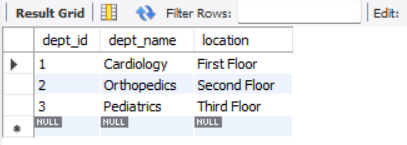 Result Grid Filter Rows: Edit:
dept_id dept_name location
1 Cardiology First Floor
2 Orthopedics Second Floor
3 Pediatrics Third Floor
NULL NULL NULL